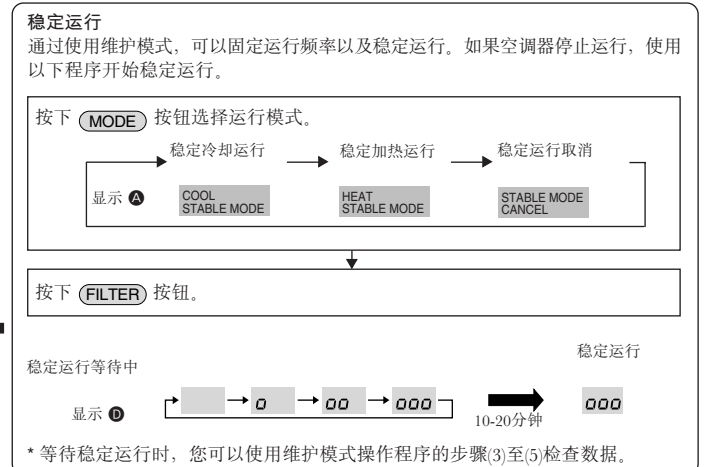 稳定运行
通过使用维护模式，可以固定运行频率以及稳定运行。如果空调器停止运行，使用
以下程序开始稳定运行。
按下 MODE 按钮选择运行模式。
稳定冷却运行 稳定加热运行 稳定运行取消
显示 A
COOL
STABLE MODE
HEAT
STABLE MODE
STABLE MODE
CANCEL
按下 FILTER 按钮。
稳定运行等待中
稳定运行
显示 D
0 00 000
10-20分钟
000
* 等待稳定运行时，您可以使用维护模式操作程序的步骤(3)至(5)检查数据。